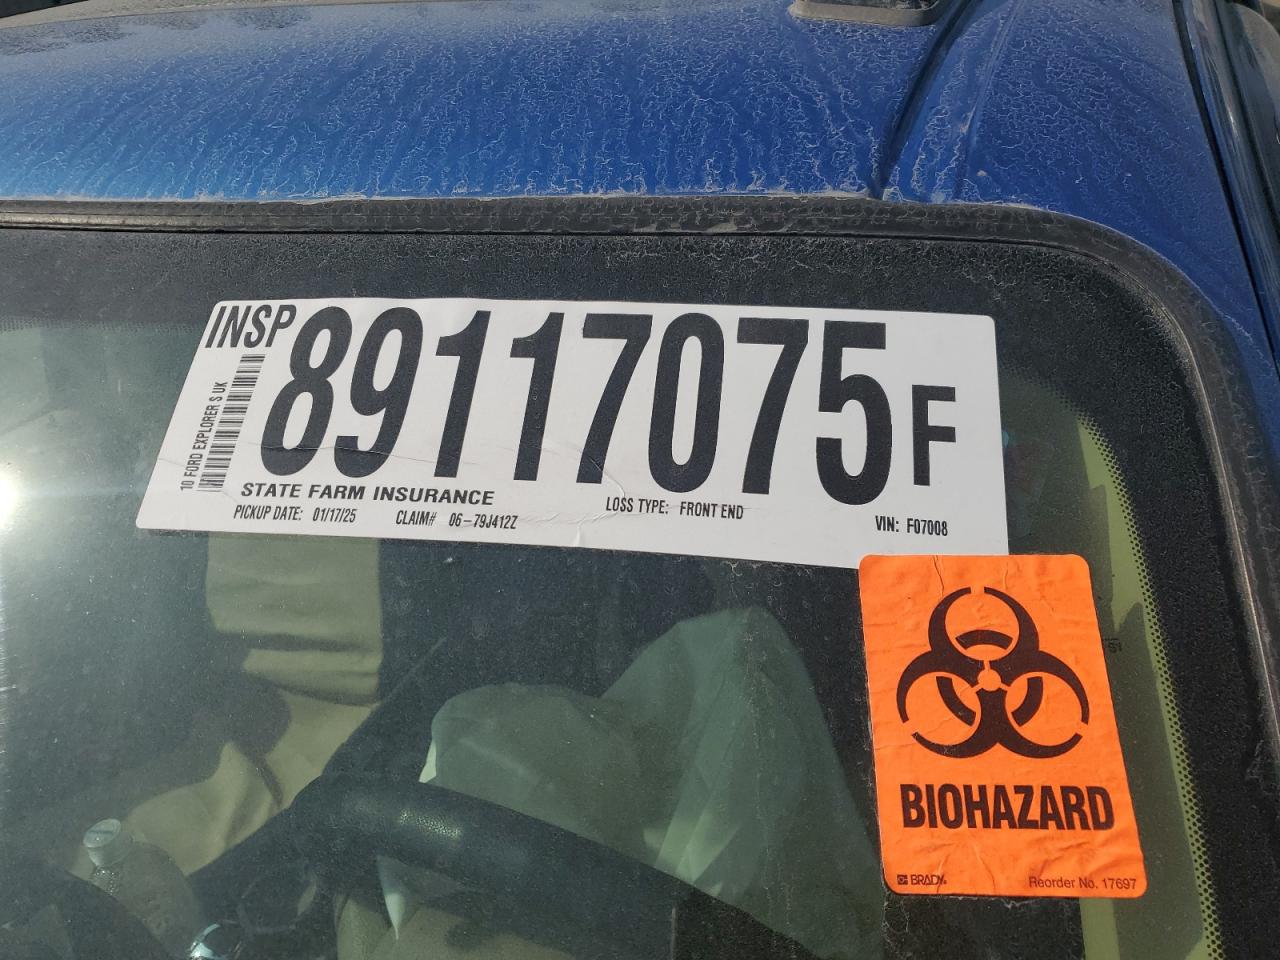 INSP 89117075F
10 FORD EXPLORER S UK
STATE FARM INSURANCE
PICKUP DATE: 01/17/25 CLAIM# 06-79J412Z LOSS TYPE: FRONT END VIN: F07008
BIOHAZARD
BRADY. Reorder No. 17697